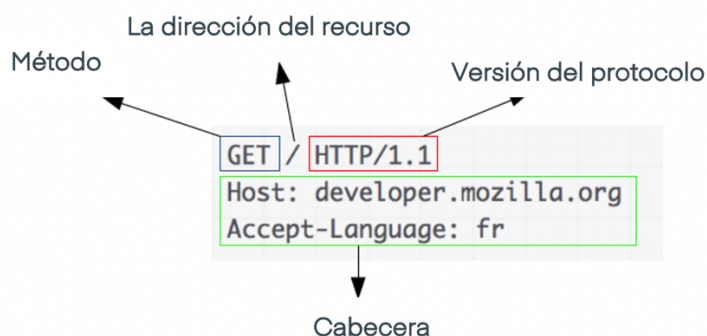 La dirección del recurso
Método
Versión del protocolo
GET / HTTP/1.1
Host: developer.mozilla.org
Accept-Language: fr
Cabecera